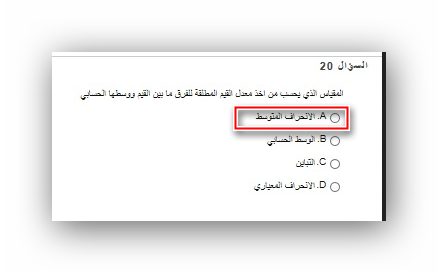 السؤال 20
المقياس الذي يحسب من اخذ معدل القيم المطلقة للفرق ما بين القيم ووسطها الحسابي
A. الانحراف المتوسط
B. الوسط الحسابي
C. التباين
D. الانحراف المعياري